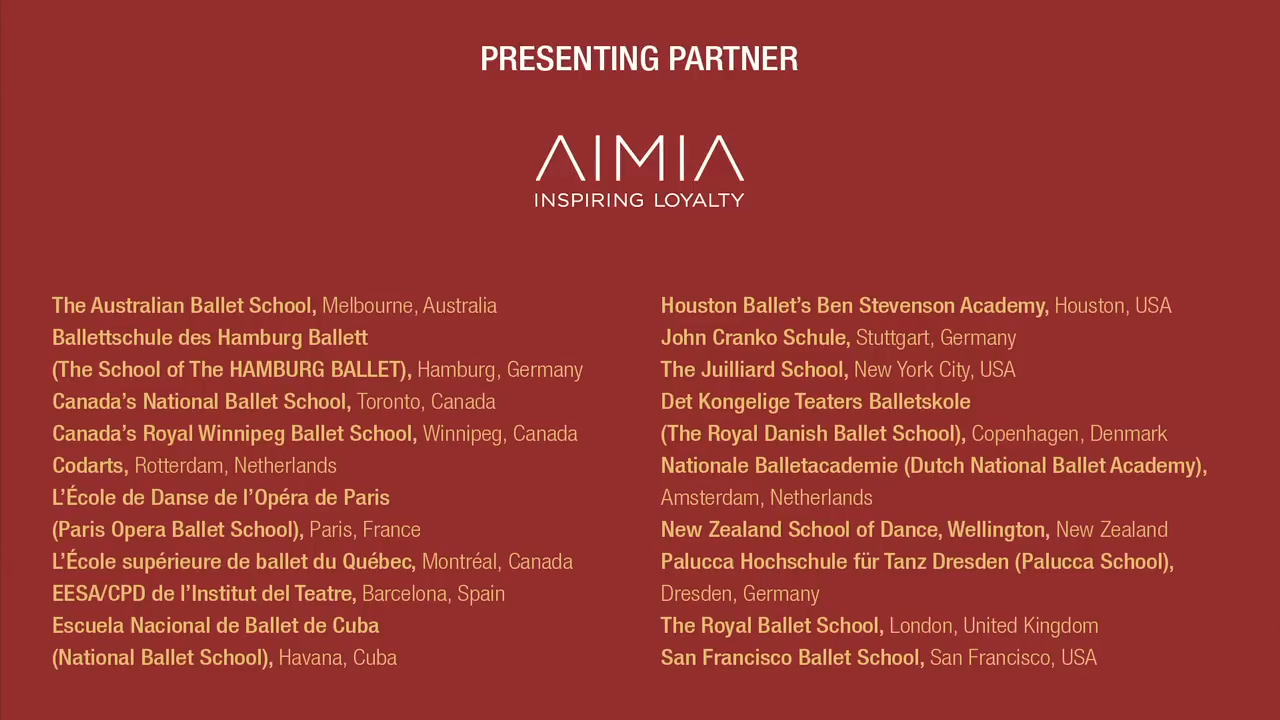 PRESENTING PARTNER
AIMIA
INSPIRING LOYALTY
The Australian Ballet School, Melbourne, Australia
Ballettschule des Hamburg Ballett
(The School of The HAMBURG BALLET), Hamburg, Germany
Canada’s National Ballet School, Toronto, Canada
Canada’s Royal Winnipeg Ballet School, Winnipeg, Canada
Codarts, Rotterdam, Netherlands
L’École de Danse de l’Opéra de Paris
(Paris Opera Ballet School), Paris, France
L’École supérieure de ballet du Québec, Montréal, Canada
EESA/CPD de l’Institut del Teatre, Barcelona, Spain
Escuela Nacional de Ballet de Cuba
(National Ballet School), Havana, Cuba
Houston Ballet’s Ben Stevenson Academy, Houston, USA
John Cranko Schule, Stuttgart, Germany
The Juilliard School, New York City, USA
Det Kongelige Teaters Balletskole
(The Royal Danish Ballet School), Copenhagen, Denmark
Nationale Balletacademie (Dutch National Ballet Academy),
Amsterdam, Netherlands
New Zealand School of Dance, Wellington, New Zealand
Palucca Hochschule für Tanz Dresden (Palucca School),
Dresden, Germany
The Royal Ballet School, London, United Kingdom
San Francisco Ballet School, San Francisco, USA